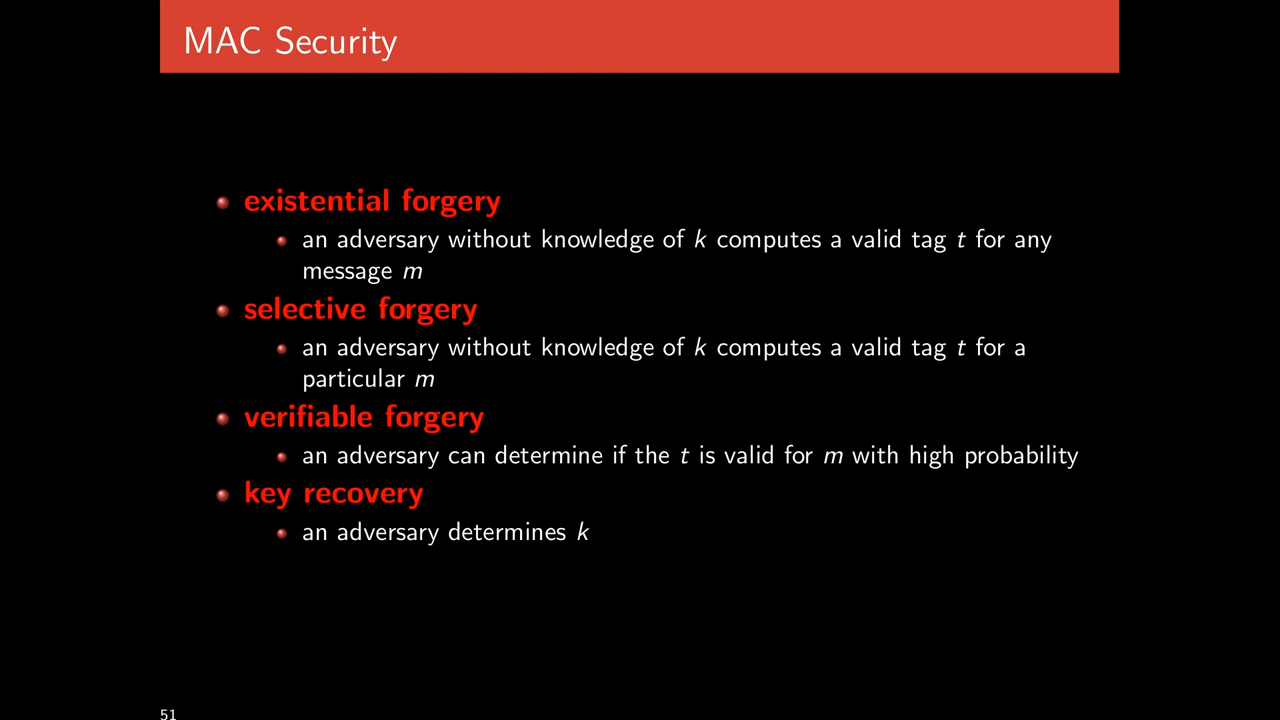 MAC Security
existential forgery
an adversary without knowledge of k computes a valid tag t for any
message m
selective forgery
an adversary without knowledge of k computes a valid tag t for a
particular m
verifiable forgery
an adversary can determine if the t is valid for m with high probability
key recovery
an adversary determines k
51